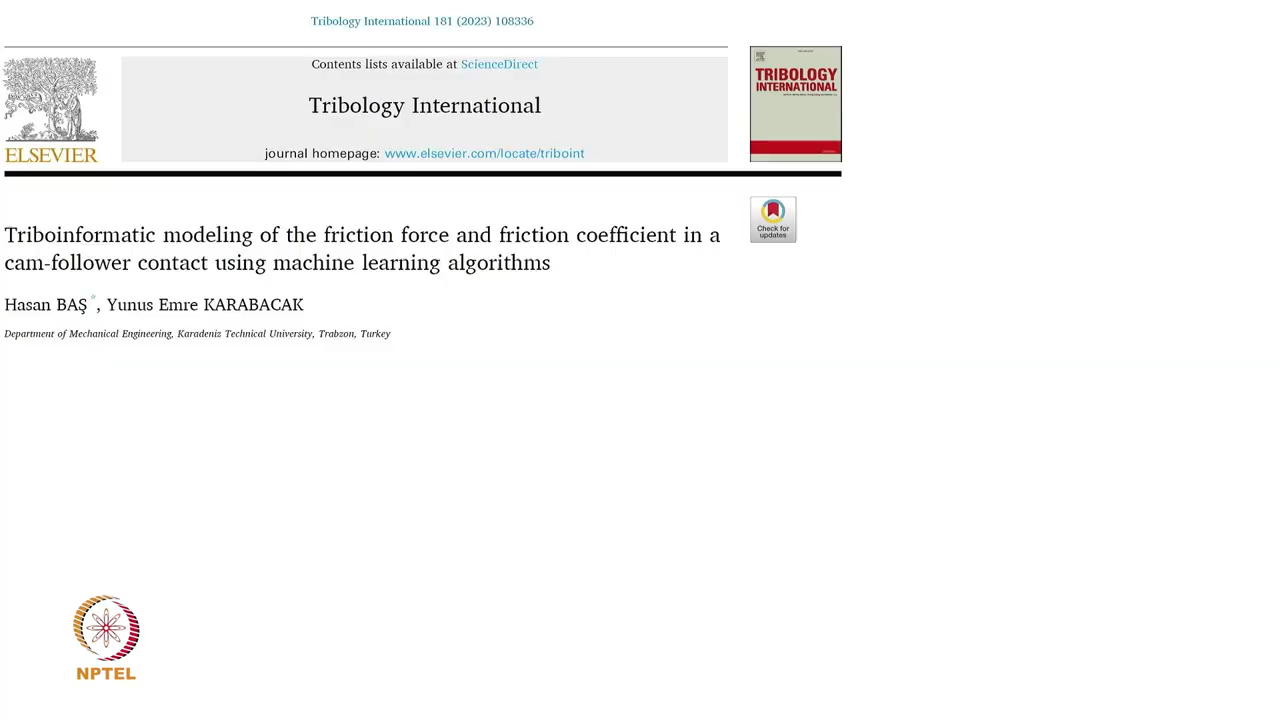 Tribology International 181 (2023) 108336
Contents lists available at ScienceDirect
Tribology International
journal homepage: www.elsevier.com/locate/triboint
ELSEVIER
TRIBOLOGY
INTERNATIONAL
Check for
updates
Triboinformatic modeling of the friction force and friction coefficient in a
cam-follower contact using machine learning algorithms
Hasan BAŞ *, Yunus Emre KARABACAK
Department of Mechanical Engineering, Karadeniz Technical University, Trabzon, Turkey
NPTEL